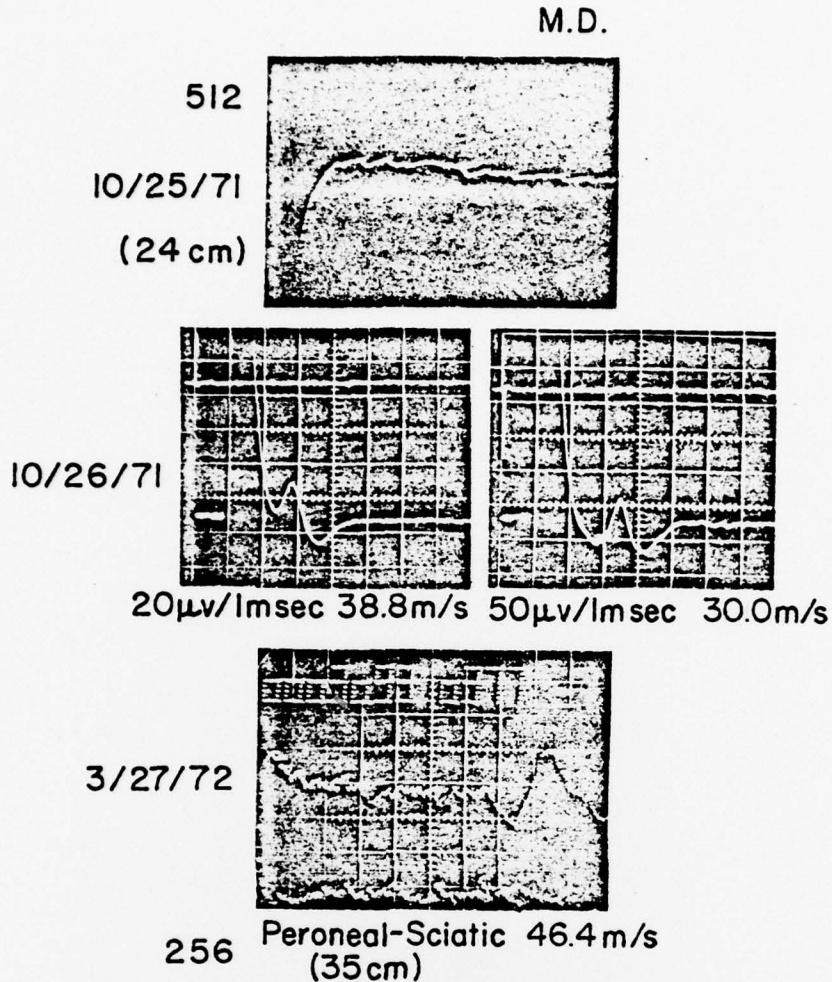 M.D.
512
10/25/71
(24 cm)
10/26/71
20μv/1msec 38.8m/s
50μv/1msec 30.0m/s
3/27/72
256
Peroneal-Sciatic 46.4m/s
(35cm)